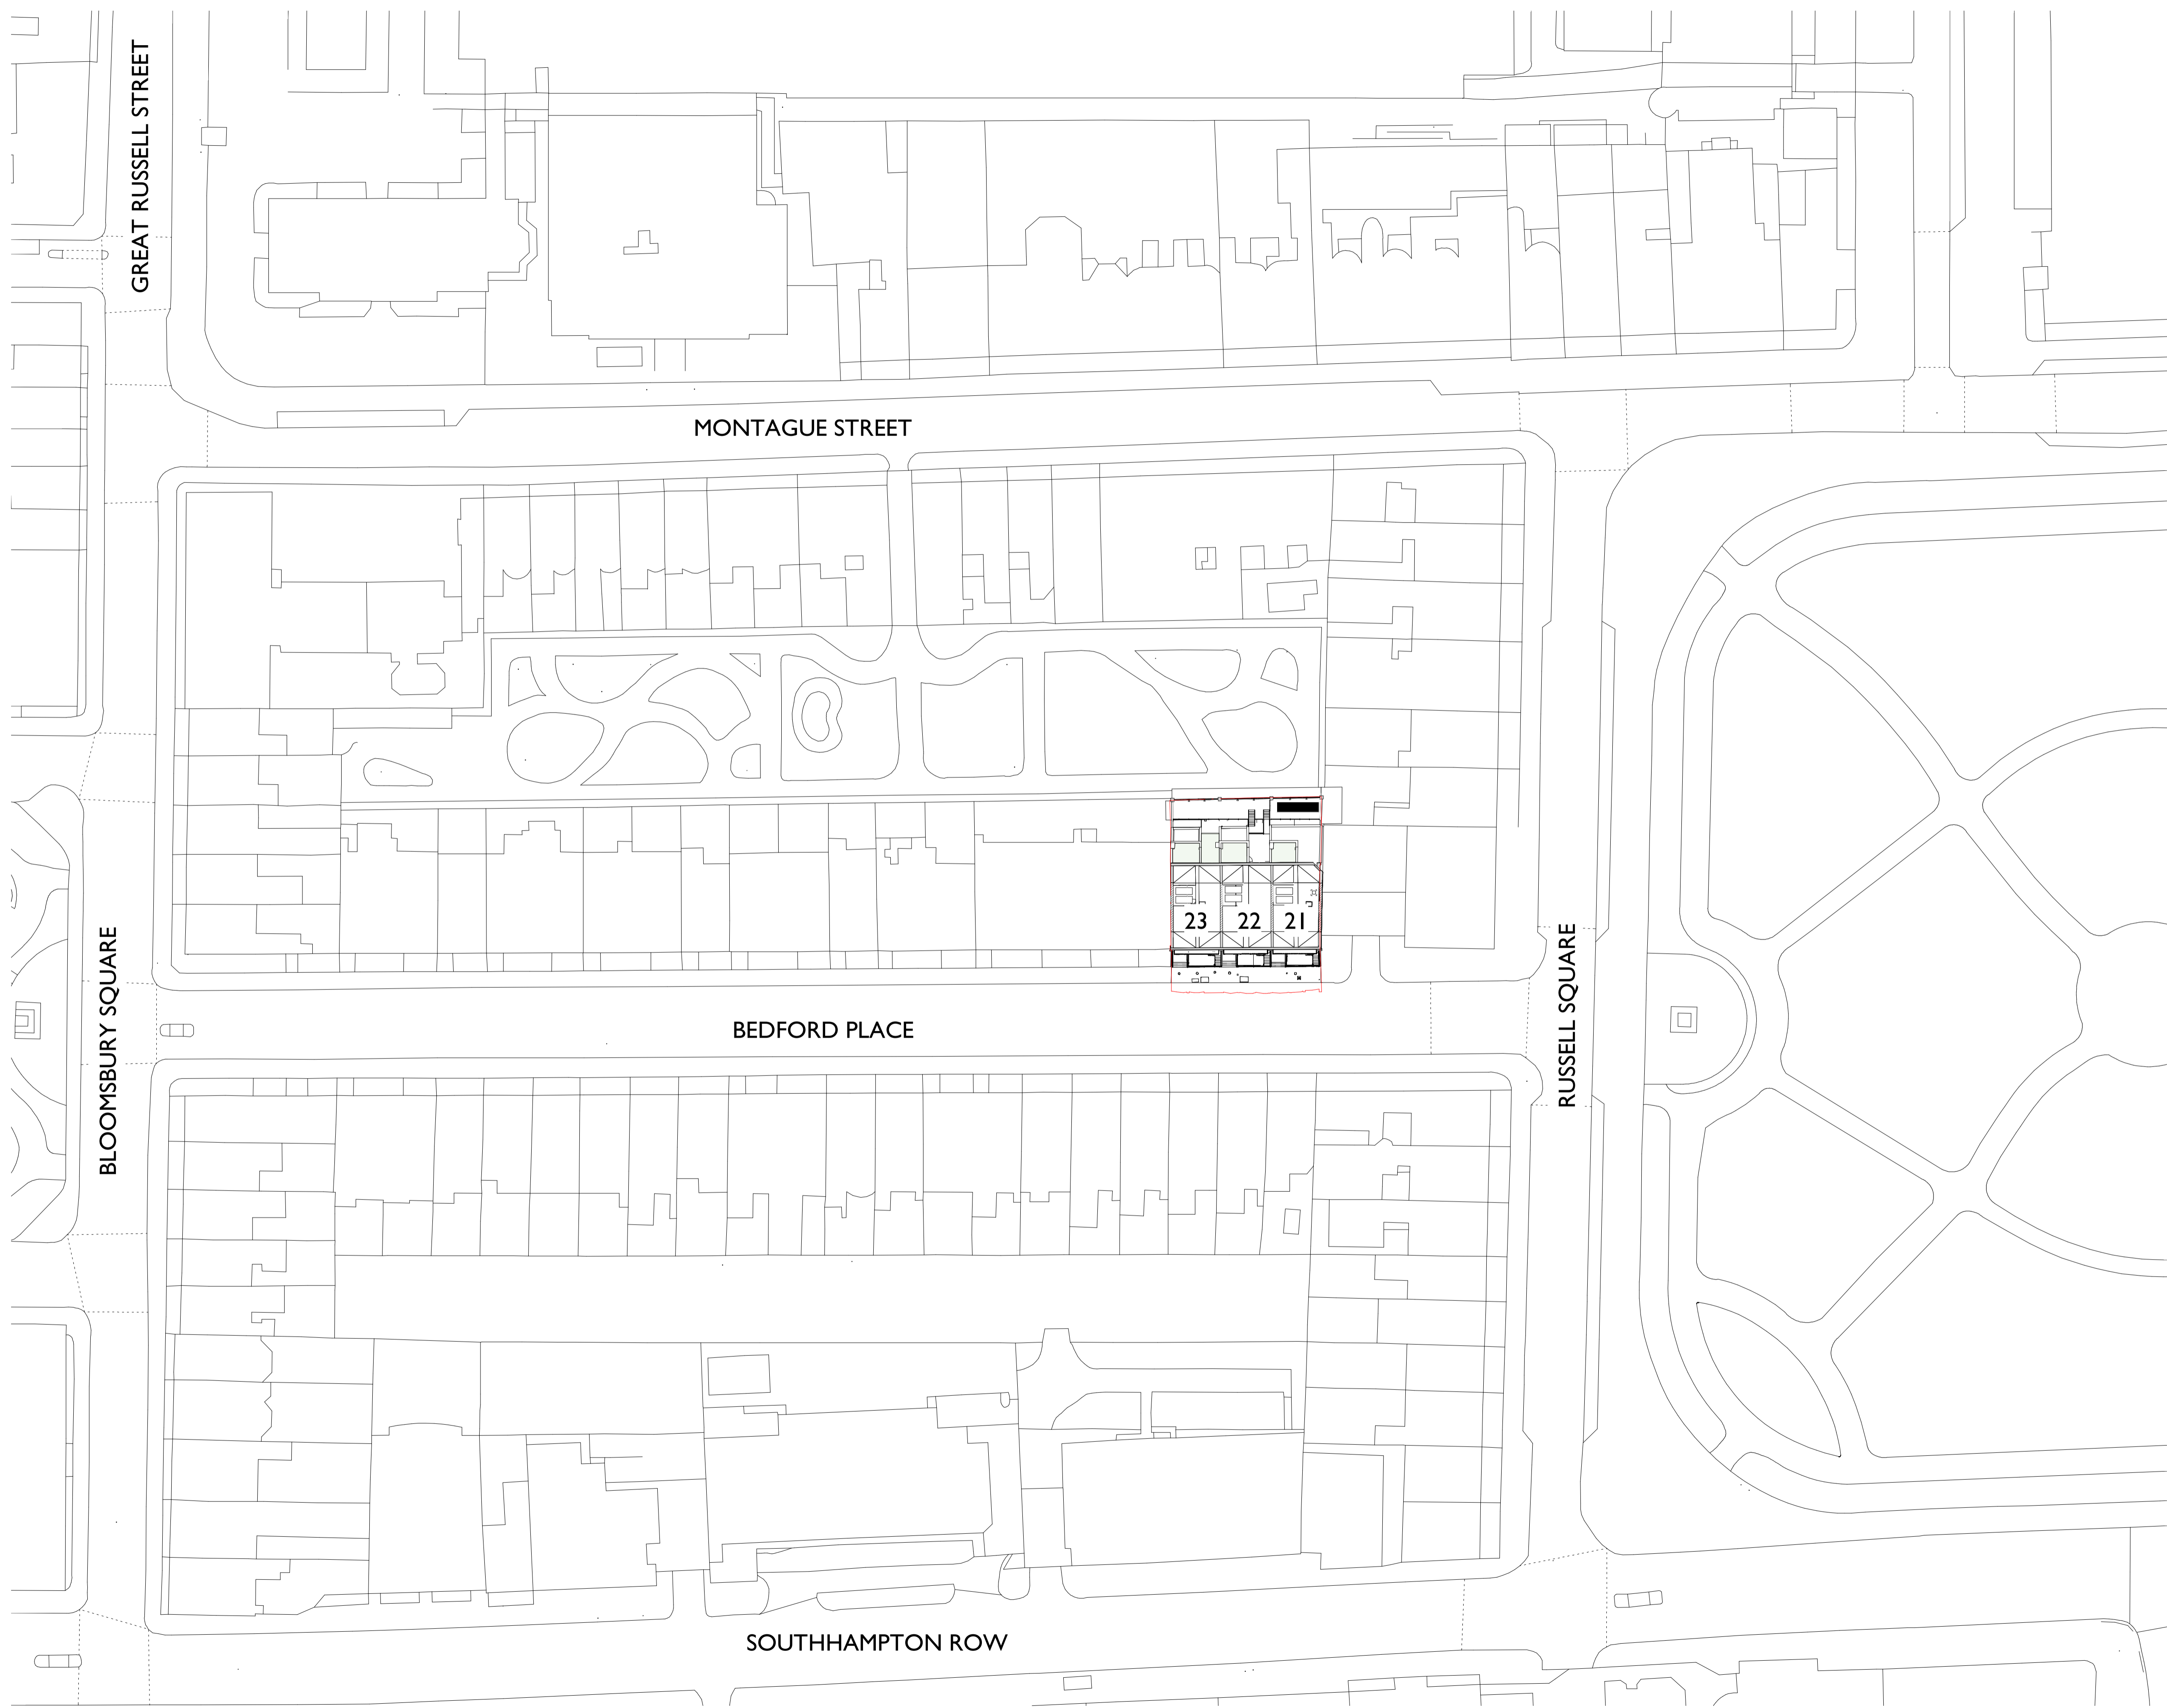 GREAT RUSSELL STREET
MONTAGUE STREET
23 22 21
BLOOMSBURY SQUARE
BEDFORD PLACE
RUSSELL SQUARE
SOUTHHAMPTON ROW